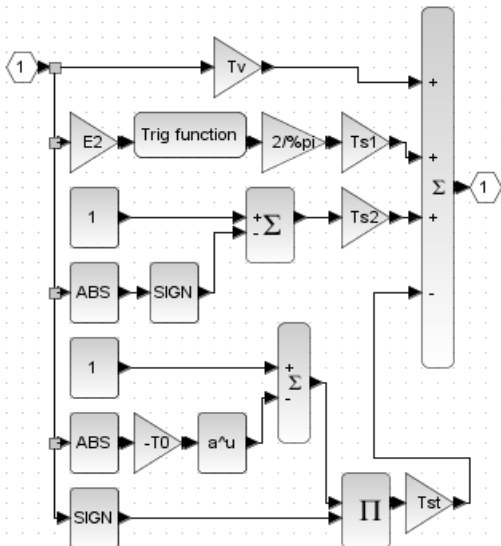 1
Tv
+
E2
Trig function
2/%pi
Ts1
+
Σ
1
1
+
-
Σ
Ts2
+
ABS
SIGN
-
1
+
-
Σ
ABS
-T0
a^u
SIGN
Π
Tst